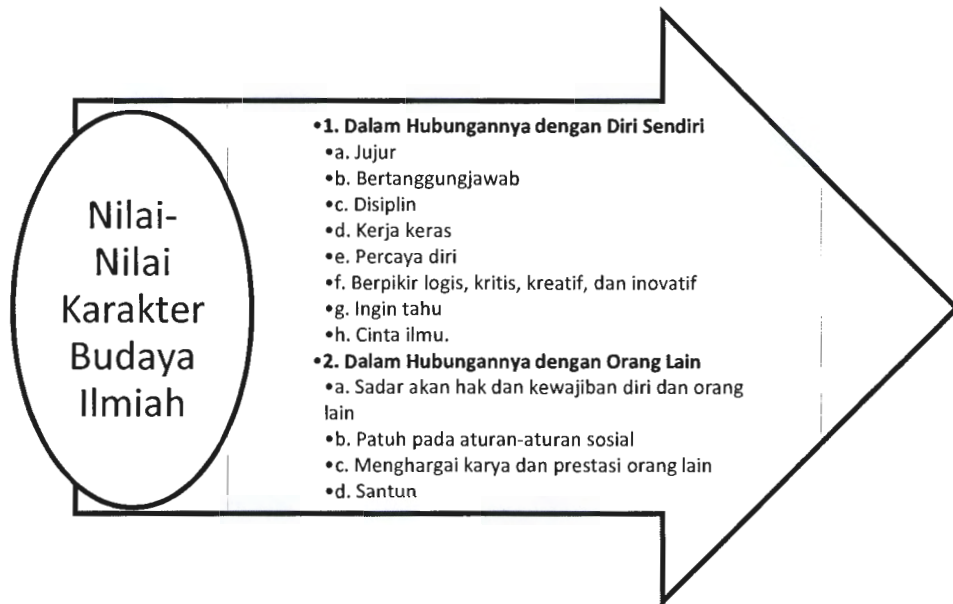 Nilai-
Nilai
Karakter
Budaya
Ilmiah
•1. Dalam Hubungannya dengan Diri Sendiri
•a. Jujur
•b. Bertanggungjawab
•c. Disiplin
•d. Kerja keras
•e. Percaya diri
•f. Berpikir logis, kritis, kreatif, dan inovatif
•g. Ingin tahu
•h. Cinta ilmu.
•2. Dalam Hubungannya dengan Orang Lain
•a. Sadar akan hak dan kewajiban diri dan orang
lain
•b. Patuh pada aturan-aturan sosial
•c. Menghargai karya dan prestasi orang lain
•d. Santun